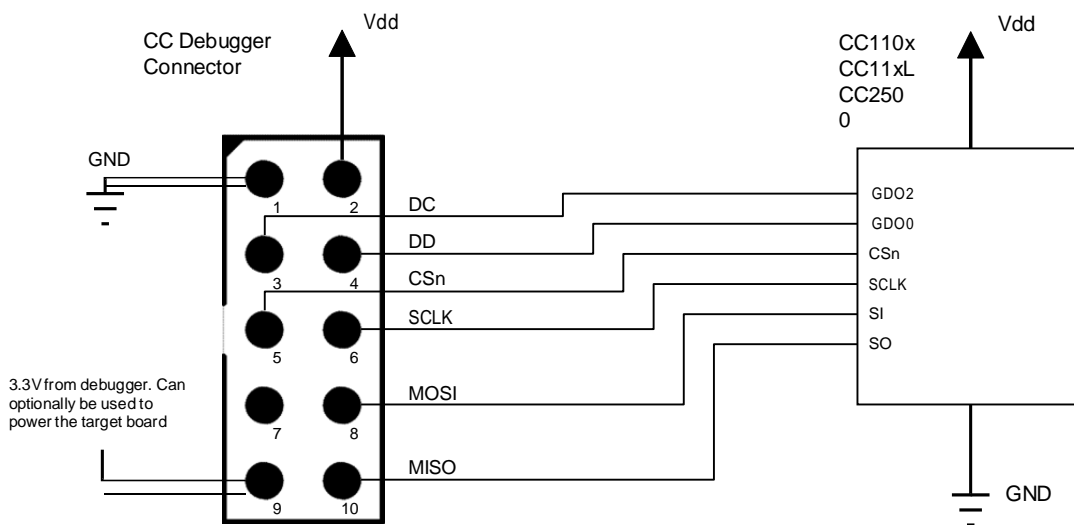 CC Debugger
Connector
Vdd
CC110x
CC11xL
CC250
0
Vdd
GND
1
2
DC
GDO2
GDO0
DD
3
4
CSn
CSn
SCLK
SCLK
5
6
SI
SO
3.3V from debugger. Can
optionally be used to
power the target board
MOSI
7
8
MISO
9
10
GND